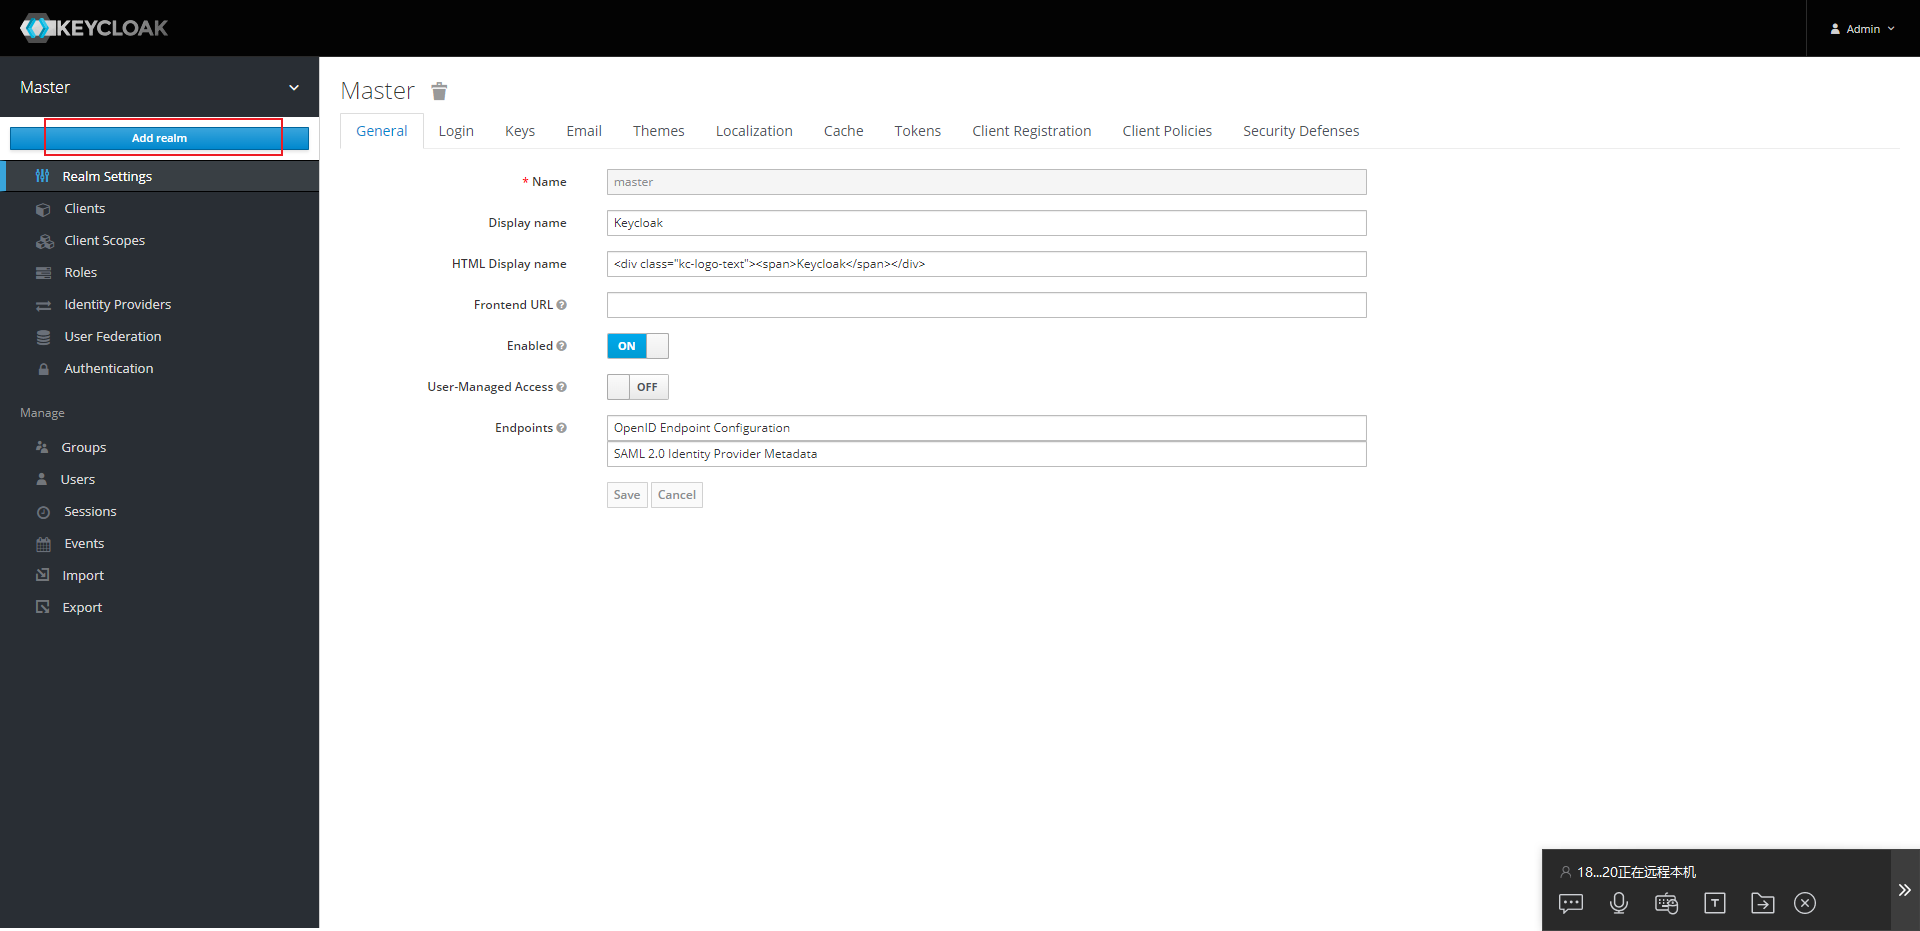 KEYCLOAK
Admin
Master
Add realm
Realm Settings
Clients
Client Scopes
Roles
Identity Providers
User Federation
Authentication
Manage
Groups
Users
Sessions
Events
Import
Export
Master
General Login Keys Email Themes Localization Cache Tokens Client Registration Client Policies Security Defenses
* Name master
Display name Keycloak
HTML Display name <div class="kc-logo-text"><span>Keycloak</span></div>
Frontend URL
Enabled ON
User-Managed Access OFF
Endpoints OpenID Endpoint Configuration
SAML 2.0 Identity Provider Metadata
Save Cancel
18...20正在远程本机